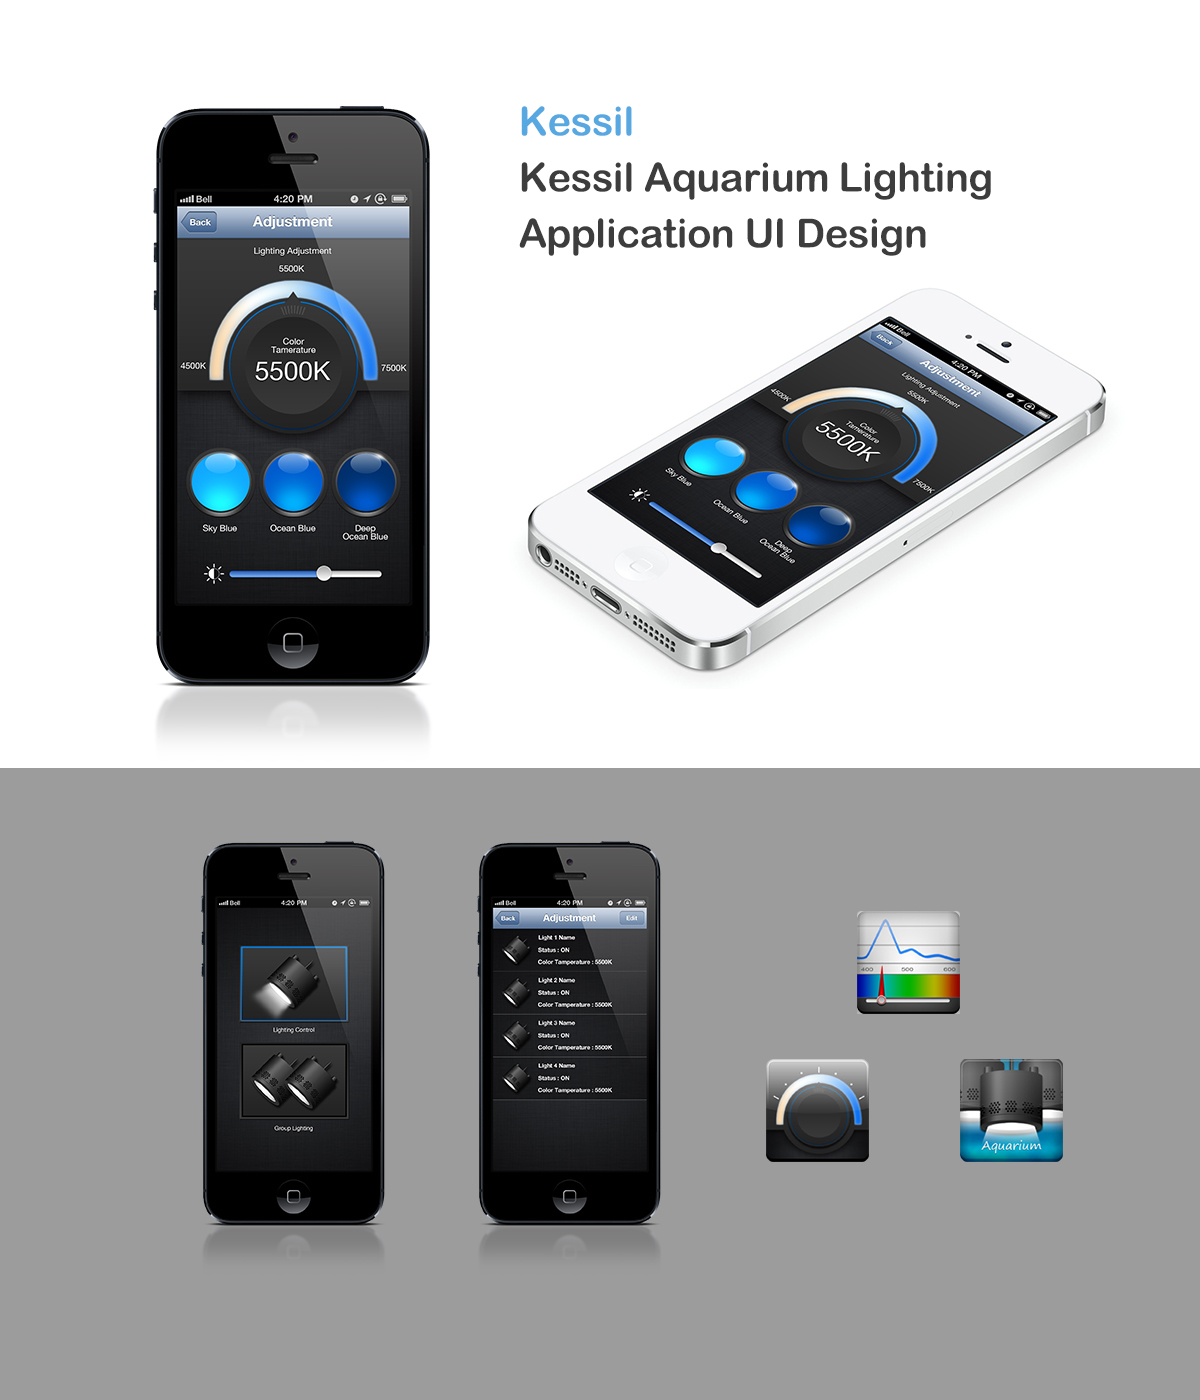 Kessil
Kessil Aquarium Lighting
Application UI Design
Bell 4:20 PM
Back Adjustment
Lighting Adjustment
5500K
4500K 7500K
Color
Tamerature
5500K
Sky Blue Ocean Blue Deep
Ocean Blue
Bell 4:20 PM
Back Adjustment
Lighting Adjustment
5500K
4500K 7500K
Color
Tamerature
5500K
Sky Blue
Ocean Blue
Deep
Ocean Blue
Bell 4:20 PM
Lighting Control
Group Lighting
Bell 4:20 PM
Back Adjustment Edit
Light 1 Name
Status : ON
Color Tamperature : 5500K
Light 2 Name
Status : ON
Color Tamperature : 5500K
Light 3 Name
Status : ON
Color Tamperature : 5500K
Light 4 Name
Status : ON
Color Tamperature : 5500K
400 500 600
Aquarium